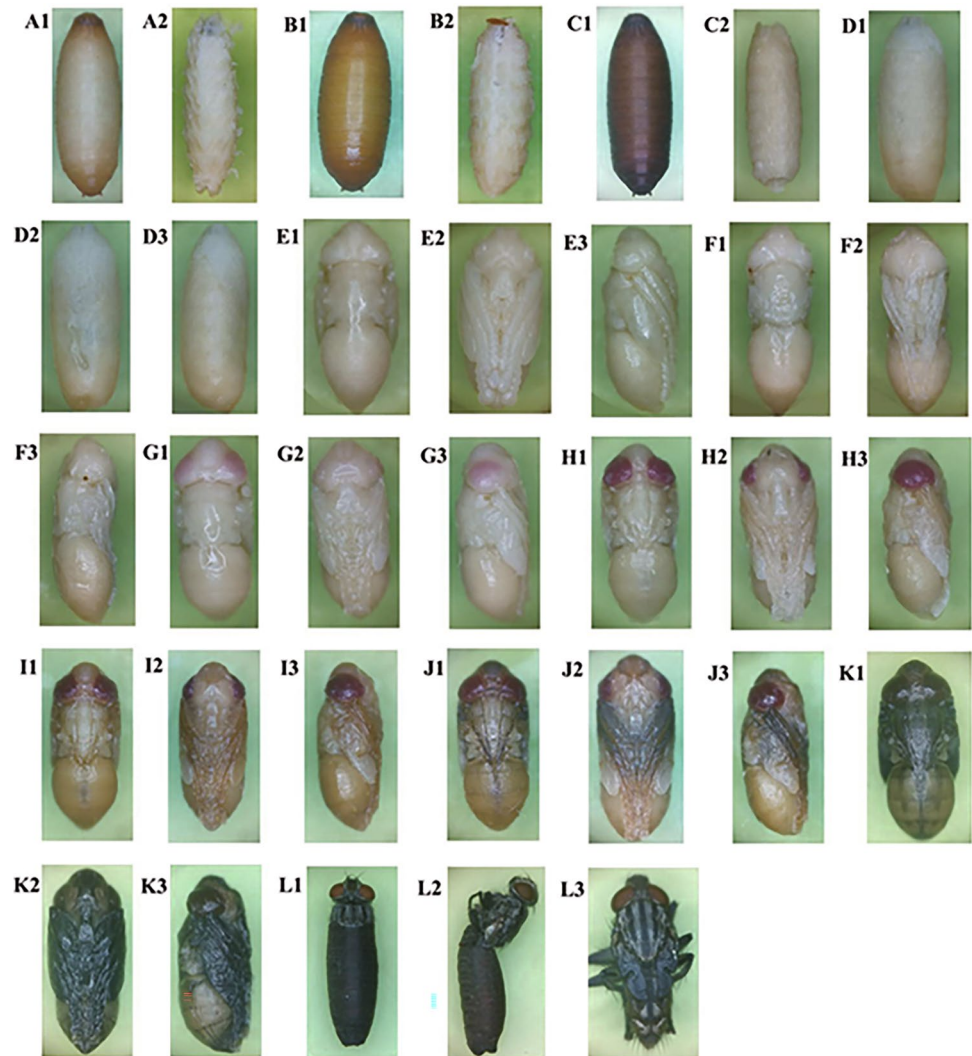 A1 A2 B1 B2 C1 C2 D1
D2 D3 E1 E2 E3 F1 F2
F3 G1 G2 G3 H1 H2 H3
I1 I2 I3 J1 J2 J3 K1
K2 K3 L1 L2 L3